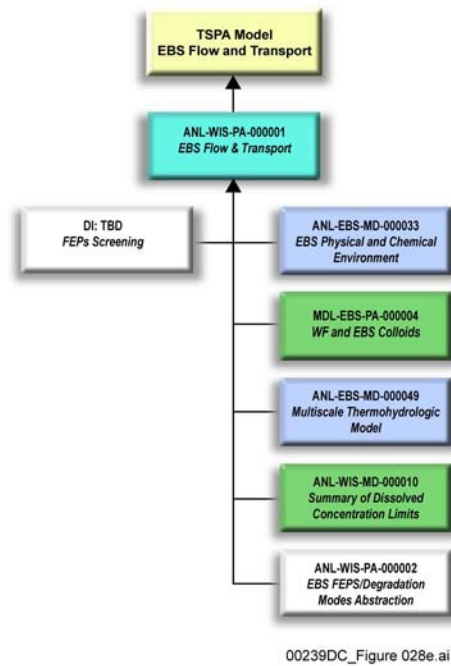 TSPA Model
EBS Flow and Transport
ANL-WIS-PA-000001
EBS Flow & Transport
DI: TBD
FEPs Screening
ANL-EBS-MD-000033
EBS Physical and Chemical
Environment
MDL-EBS-PA-000004
WF and EBS Colloids
ANL-EBS-MD-000049
Multiscale Thermohydrologic
Model
ANL-WIS-MD-000010
Summary of Dissolved
Concentration Limits
ANL-WIS-PA-000002
EBS FEPS/Degradation
Modes Abstraction
00239DC_Figure 028e.ai